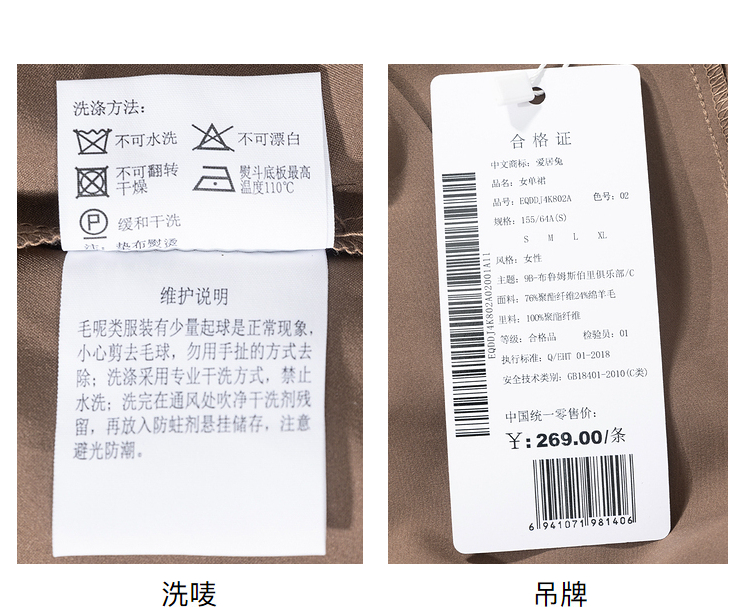 洗涤方法：
不可水洗
不可漂白
不可翻转
干燥
熨斗底板最高
温度110℃
P
缓和干洗
注：垫布熨烫
维护说明
毛呢类服装有少量起球是正常现象，
小心剪去毛球，勿用手扯的方式去
除；洗涤采用专业干洗方式，禁止
水洗；洗完在通风处吹净干洗剂残
留，再放入防蛀剂悬挂储存，注意
避光防潮。
洗唛
合格证
中文商标：爱居兔
品名：女单裙
品号：EQDDJ4K802A 色号：02
规格：155/64A(S)
S M L XL
风格：女性
主题：9B-布鲁姆斯伯里俱乐部/C
面料：76%聚酯纤维24%绵羊毛
里料：100%聚酯纤维
等级：合格品 检验员：01
执行标准：Q/EHT 01-2018
安全技术类别：GB18401-2010(C类)
EQDDJ4K802A02001A11
中国统一零售价：
￥:269.00/条
6 941071 981406
吊牌